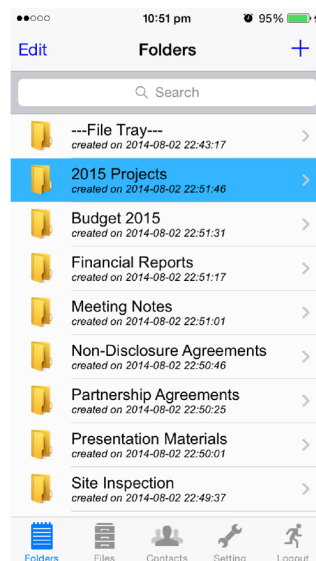 10:51 pm
95%
Edit
Folders
Search
---File Tray---
created on 2014-08-02 22:43:17
2015 Projects
created on 2014-08-02 22:51:46
Budget 2015
created on 2014-08-02 22:51:31
Financial Reports
created on 2014-08-02 22:51:17
Meeting Notes
created on 2014-08-02 22:51:01
Non-Disclosure Agreements
created on 2014-08-02 22:50:46
Partnership Agreements
created on 2014-08-02 22:50:25
Presentation Materials
created on 2014-08-02 22:50:01
Site Inspection
created on 2014-08-02 22:49:37
Folders
Files
Contacts
Setting
Logout